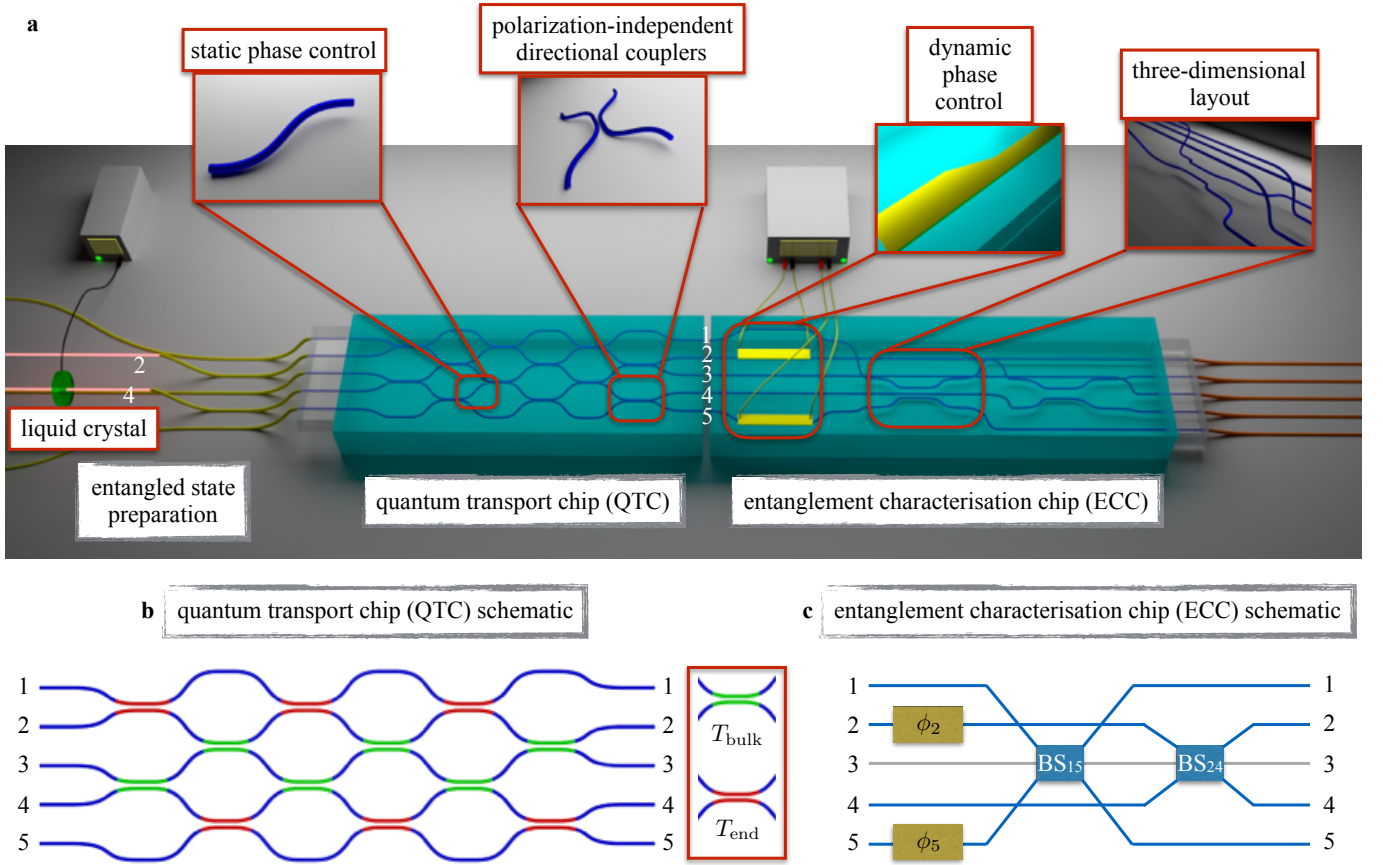 a
static phase control
polarization-independent
directional couplers
dynamic
phase
control
three-dimensional
layout
2
4
liquid crystal
1
2
3
4
5
entangled state
preparation
quantum transport chip (QTC)
entanglement characterisation chip (ECC)
b quantum transport chip (QTC) schematic
1
2
3
4
5
1
2
3
4
5
T_bulk
T_end
c entanglement characterisation chip (ECC) schematic
1
2
3
4
5
ϕ₂
ϕ₅
BS₁₅
BS₂₄
1
2
3
4
5